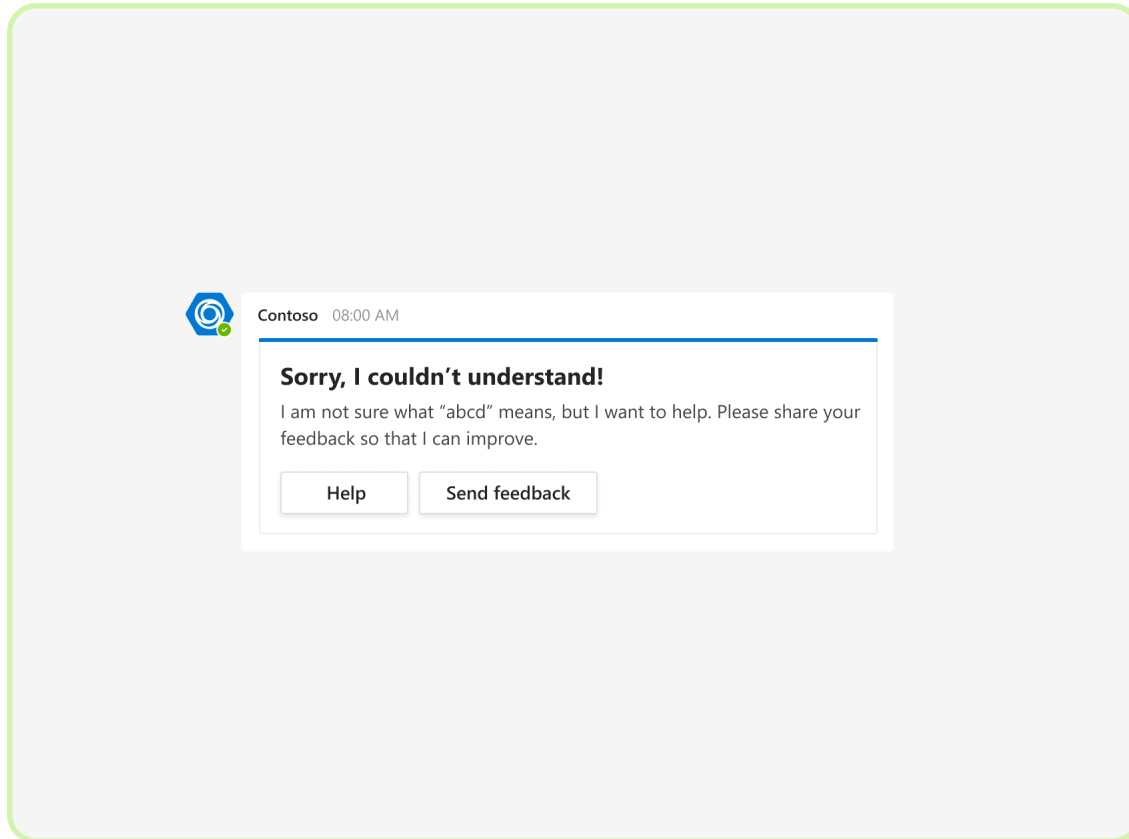 Contoso 08:00 AM
Sorry, I couldn’t understand!
I am not sure what “abcd” means, but I want to help. Please share your
feedback so that I can improve.
Help Send feedback